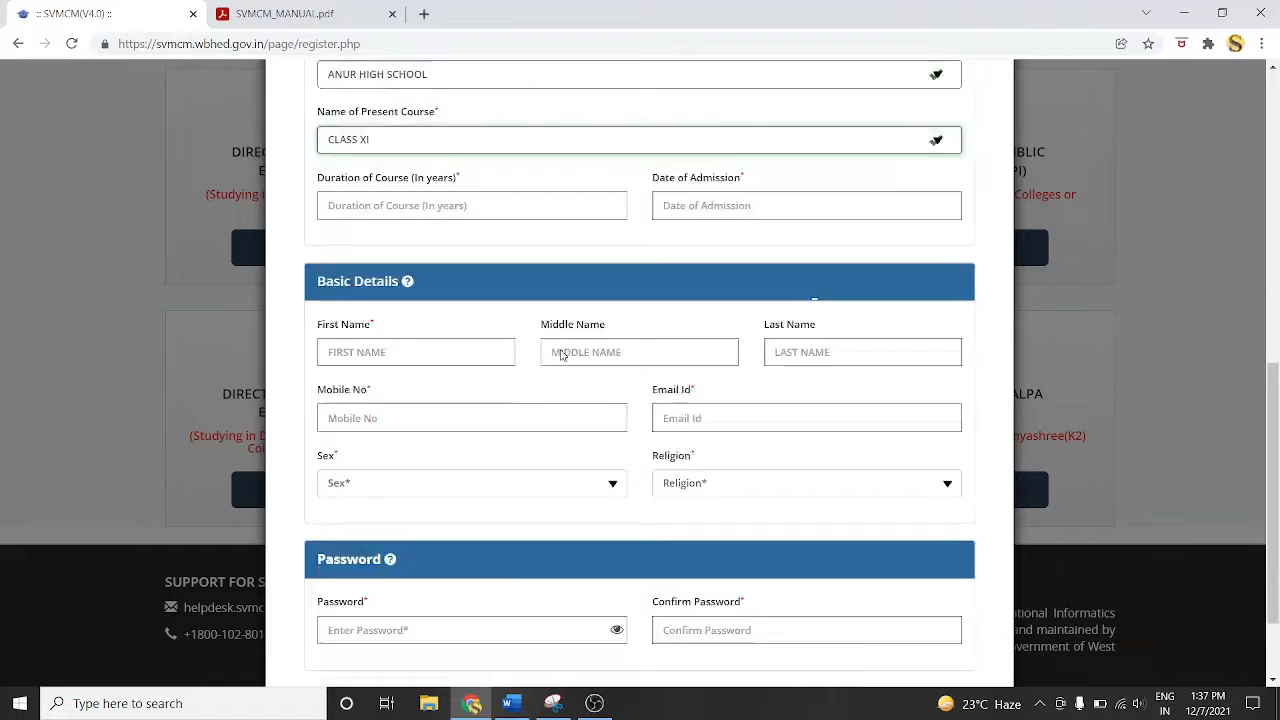 :: SVMCM(V4.0) ::
SVMCM_MANUAL.pdf
https://svmcm.wbhed.gov.in/page/register.php
ANUR HIGH SCHOOL
Name of Present Course*
CLASS XI
Duration of Course (In years)*
Date of Admission*
Duration of Course (In years)
Date of Admission
DIREC
E
(Studying i
BLIC
PI)
Colleges or
Basic Details ?
First Name*
Middle Name
Last Name
FIRST NAME
MIDDLE NAME
LAST NAME
Mobile No*
Email Id*
Mobile No
Email Id
DIRECT
E
(Studying in D
Col
ALPA
nyashree(K2)
Sex*
Religion*
Sex*
Religion*
Password ?
Password*
Confirm Password*
Enter Password*
Confirm Password
SUPPORT FOR S
helpdesk.svmc
+1800-102-801
tional Informatics
and maintained by
overnment of West
Type here to search
23°C Haze
ENG
IN
1:37 PM
12/7/2021